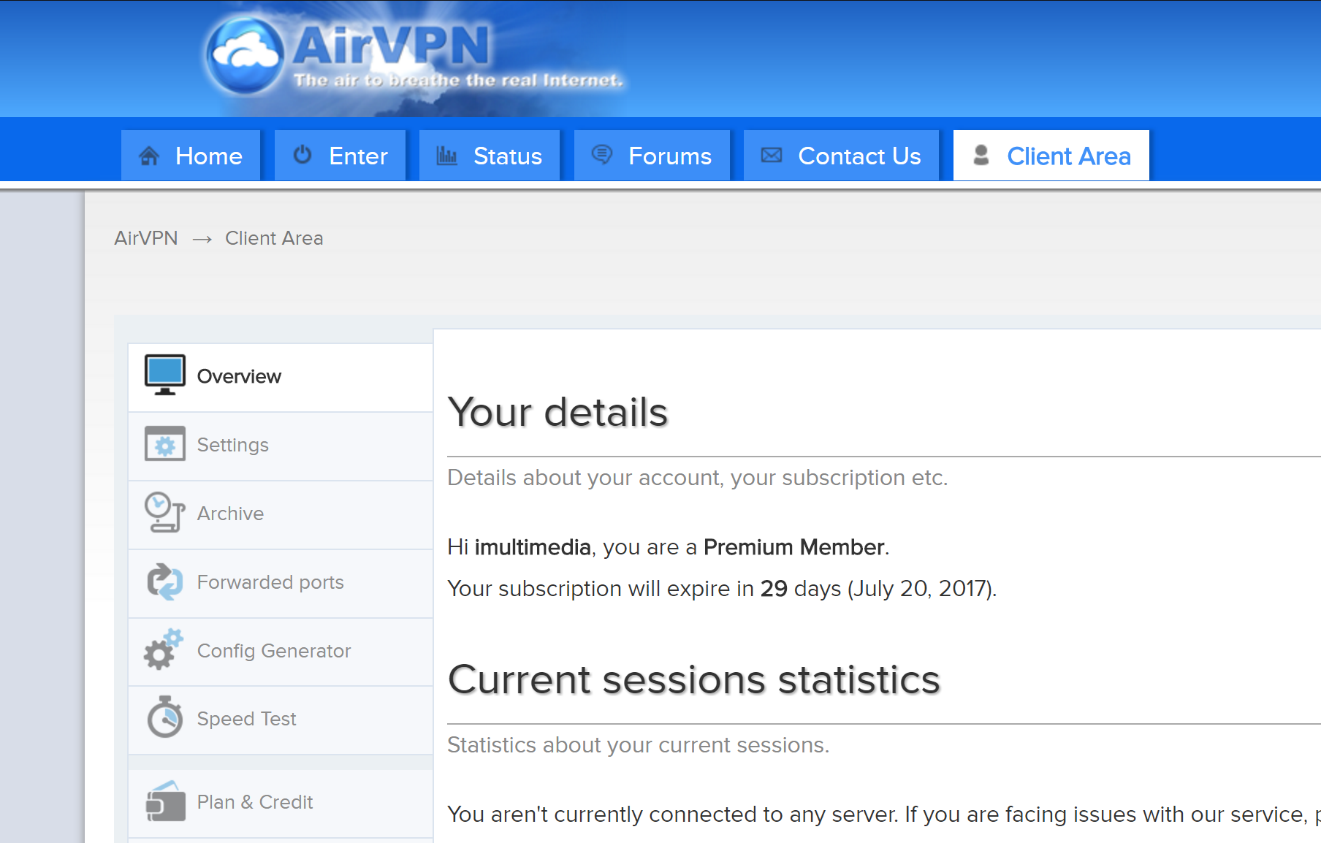 AirVPN
The air to breathe the real Internet.
Home Enter Status Forums Contact Us Client Area
AirVPN → Client Area
Overview
Settings
Archive
Forwarded ports
Config Generator
Speed Test
Plan & Credit
Your details
Details about your account, your subscription etc.
Hi imultimedia, you are a Premium Member.
Your subscription will expire in 29 days (July 20, 2017).
Current sessions statistics
Statistics about your current sessions.
You aren't currently connected to any server. If you are facing issues with our service,